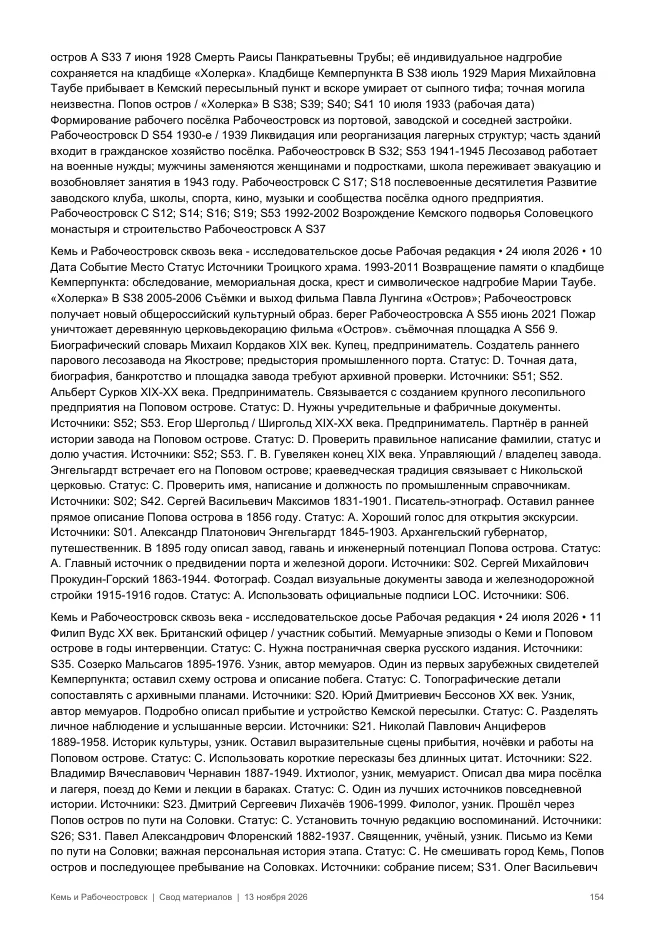 остров A S33 7 июня 1928 Смерть Раисы Панкратьевны Трубы; её индивидуальное надгробие
сохраняется на кладбище «Холерка». Кладбище Кемперпункта B S38 июль 1929 Мария Михайловна
Таубе прибывает в Кемский пересыльный пункт и вскоре умирает от сыпного тифа; точная могила
неизвестна. Попов остров / «Холерка» B S38; S39; S40; S41 10 июля 1933 (рабочая дата)
Формирование рабочего посёлка Рабочеостровск из портовой, заводской и соседней застройки.
Рабочеостровск D S54 1930-е / 1939 Ликвидация или реорганизация лагерных структур; часть зданий
входит в гражданское хозяйство посёлка. Рабочеостровск B S32; S53 1941-1945 Лесозавод работает
на военные нужды; мужчины заменяются женщинами и подростками, школа переживает эвакуацию и
возобновляет занятия в 1943 году. Рабочеостровск C S17; S18 послевоенные десятилетия Развитие
заводского клуба, школы, спорта, кино, музыки и сообщества посёлка одного предприятия.
Рабочеостровск C S12; S14; S16; S19; S53 1992-2002 Возрождение Кемского подворья Соловецкого
монастыря и строительство Рабочеостровск A S37
Кемь и Рабочеостровск сквозь века - исследовательское досье Рабочая редакция • 24 июля 2026 • 10
Дата Событие Место Статус Источники Троицкого храма. 1993-2011 Возвращение памяти о кладбище
Кемперпункта: обследование, мемориальная доска, крест и символическое надгробие Марии Таубе.
«Холерка» B S38 2005-2006 Съёмки и выход фильма Павла Лунгина «Остров»; Рабочеостровск
получает новый общероссийский культурный образ. берег Рабочеостровска A S55 июнь 2021 Пожар
уничтожает деревянную церковьдекорацию фильма «Остров». съёмочная площадка A S56 9.
Биографический словарь Михаил Кордаков XIX век. Купец, предприниматель. Создатель раннего
парового лесозавода на Якострове; предыстория промышленного порта. Статус: D. Точная дата,
биография, банкротство и площадка завода требуют архивной проверки. Источники: S51; S52.
Альберт Сурков XIX-XX века. Предприниматель. Связывается с созданием крупного лесопильного
предприятия на Поповом острове. Статус: D. Нужны учредительные и фабричные документы.
Источники: S52; S53. Егор Шергольд / Ширгольд XIX-XX века. Предприниматель. Партнёр в ранней
истории завода на Поповом острове. Статус: D. Проверить правильное написание фамилии, статус и
долю участия. Источники: S52; S53. Г. В. Гувелякен конец XIX века. Управляющий / владелец завода.
Энгельгардт встречает его на Поповом острове; краеведческая традиция связывает с Никольской
церковью. Статус: C. Проверить имя, написание и должность по промышленным справочникам.
Источники: S02; S42. Сергей Васильевич Максимов 1831-1901. Писатель-этнограф. Оставил раннее
прямое описание Попова острова в 1856 году. Статус: A. Хороший голос для открытия экскурсии.
Источники: S01. Александр Платонович Энгельгардт 1845-1903. Архангельский губернатор,
путешественник. В 1895 году описал завод, гавань и инженерный потенциал Попова острова. Статус:
A. Главный источник о предвидении порта и железной дороги. Источники: S02. Сергей Михайлович
Прокудин-Горский 1863-1944. Фотограф. Создал визуальные документы завода и железнодорожной
стройки 1915-1916 годов. Статус: A. Использовать официальные подписи LOC. Источники: S06.
Кемь и Рабочеостровск сквозь века - исследовательское досье Рабочая редакция • 24 июля 2026 • 11
Филип Вудс XX век. Британский офицер / участник событий. Мемуарные эпизоды о Кеми и Поповом
острове в годы интервенции. Статус: C. Нужна постраничная сверка русского издания. Источники:
S35. Созерко Мальсагов 1895-1976. Узник, автор мемуаров. Один из первых зарубежных свидетелей
Кемперпункта; оставил схему острова и описание побега. Статус: C. Топографические детали
сопоставлять с архивными планами. Источники: S20. Юрий Дмитриевич Бессонов XX век. Узник,
автор мемуаров. Подробно описал прибытие и устройство Кемской пересылки. Статус: C. Разделять
личное наблюдение и услышанные версии. Источники: S21. Николай Павлович Анциферов
1889-1958. Историк культуры, узник. Оставил выразительные сцены прибытия, ночёвки и работы на
Поповом острове. Статус: C. Использовать короткие пересказы без длинных цитат. Источники: S22.
Владимир Вячеславович Чернавин 1887-1949. Ихтиолог, узник, мемуарист. Описал два мира посёлка
и лагеря, поезд до Кеми и лекции в бараках. Статус: C. Один из лучших источников повседневной
истории. Источники: S23. Дмитрий Сергеевич Лихачёв 1906-1999. Филолог, узник. Прошёл через
Попов остров по пути на Соловки. Статус: C. Установить точную редакцию воспоминаний. Источники:
S26; S31. Павел Александрович Флоренский 1882-1937. Священник, учёный, узник. Письмо из Кеми
по пути на Соловки; важная персональная история этапа. Статус: C. Не смешивать город Кемь, Попов
остров и последующее пребывание на Соловках. Источники: собрание писем; S31. Олег Васильевич
Кемь и Рабочеостровск | Свод материалов | 13 ноября 2026
154